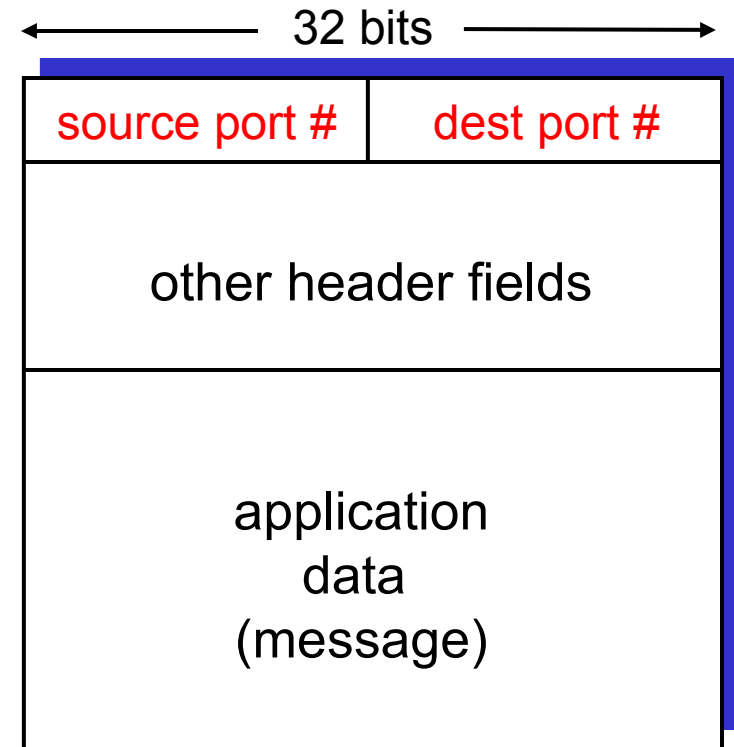 32 bits
source port # dest port #
other header fields
application
data
(message)